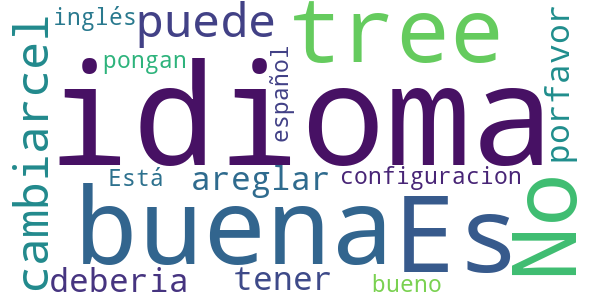 inglés
puede
tree
pongan
español
idioma
cambiarcel
porfavor
Está
areglar
configuracion
buena
Es
No
deberia
tener
bueno